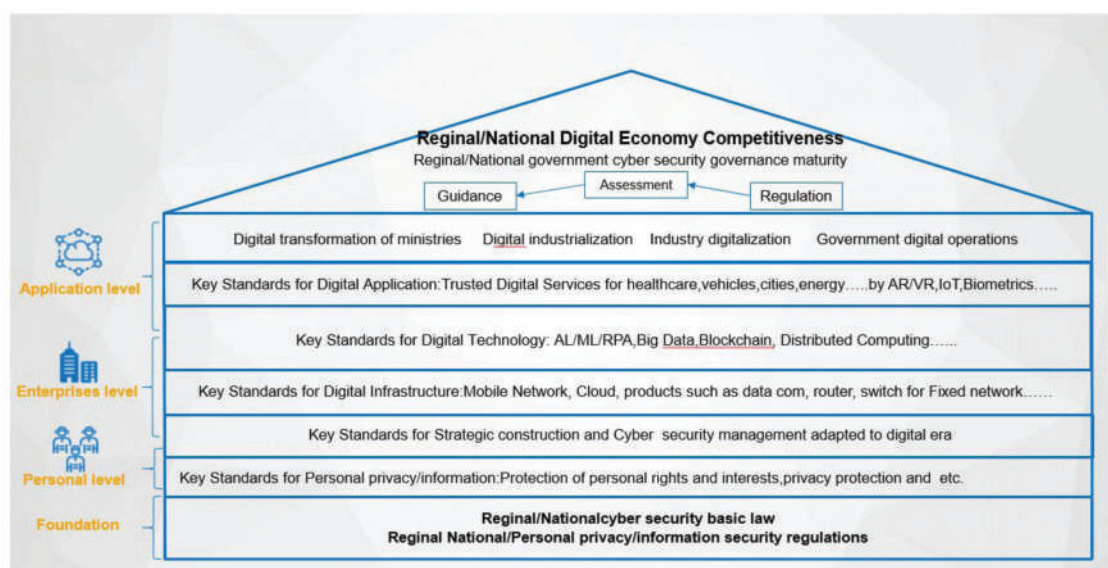 Reginal/National Digital Economy Competitiveness
Reginal/National government cyber security governance maturity
Guidance
Assessment
Regulation
Digital transformation of ministries Digital industrialization Industry digitalization Government digital operations
Application level
Key Standards for Digital Application:Trusted Digital Services for healthcare,vehicles,cities,energy…..by AR/VR,IoT,Biometrics…..
Key Standards for Digital Technology: AL/ML/RPA,Big Data,Blockchain, Distributed Computing……
Enterprises level
Key Standards for Digital Infrastructure:Mobile Network, Cloud, products such as data com, router, switch for Fixed network……
Key Standards for Strategic construction and Cyber security management adapted to digital era
Personal level
Key Standards for Personal privacy/information:Protection of personal rights and interests,privacy protection and etc.
Foundation
Reginal/Nationalcyber security basic law
Reginal National/Personal privacy/information security regulations